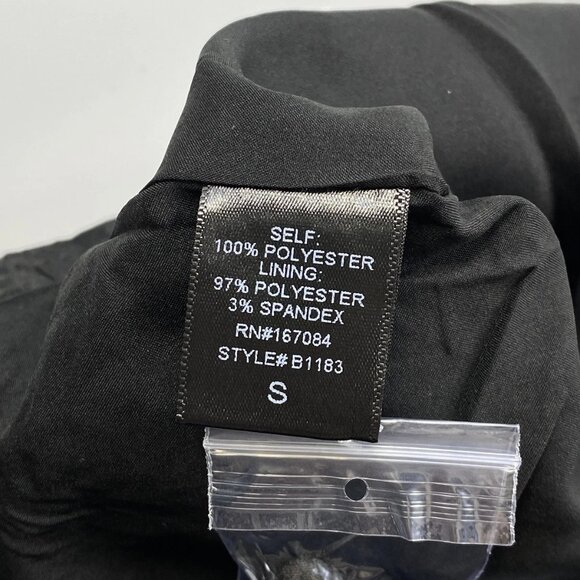 SELF:
100% POLYESTER
LINING:
97% POLYESTER
3% SPANDEX
RN#167084
STYLE# B1183
S